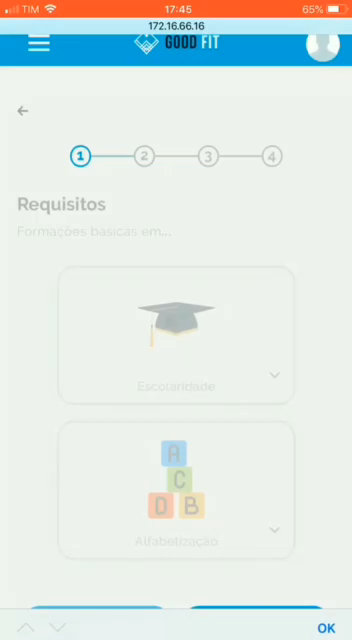 TIM 17:45 65%
172.16.66.16
GOOD FIT
1 2 3 4
Requisitos
Formações básicas em...
Escolaridade
A
C
D B
Alfabetização
OK